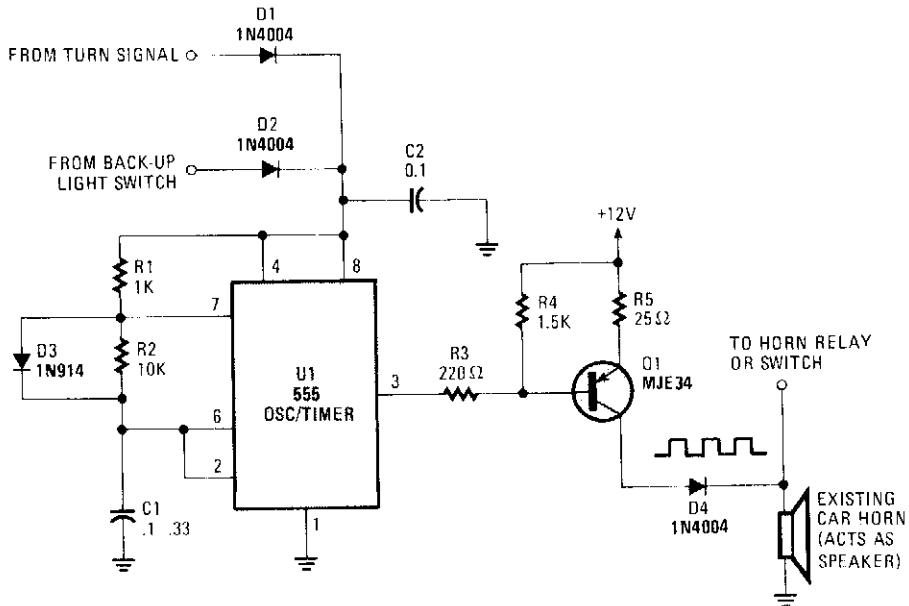 D1
1N4004
FROM TURN SIGNAL
D2
1N4004
FROM BACK-UP
LIGHT SWITCH
C2
0.1
+12V
R1
1K
4
8
R4
1.5K
R5
25Ω
7
D3
1N914
R2
10K
TO HORN RELAY
OR SWITCH
U1
555
OSC/TIMER
3
R3
220Ω
Q1
MJE34
6
2
C1
.1 .33
1
D4
1N4004
EXISTING
CAR HORN
(ACTS AS
SPEAKER)